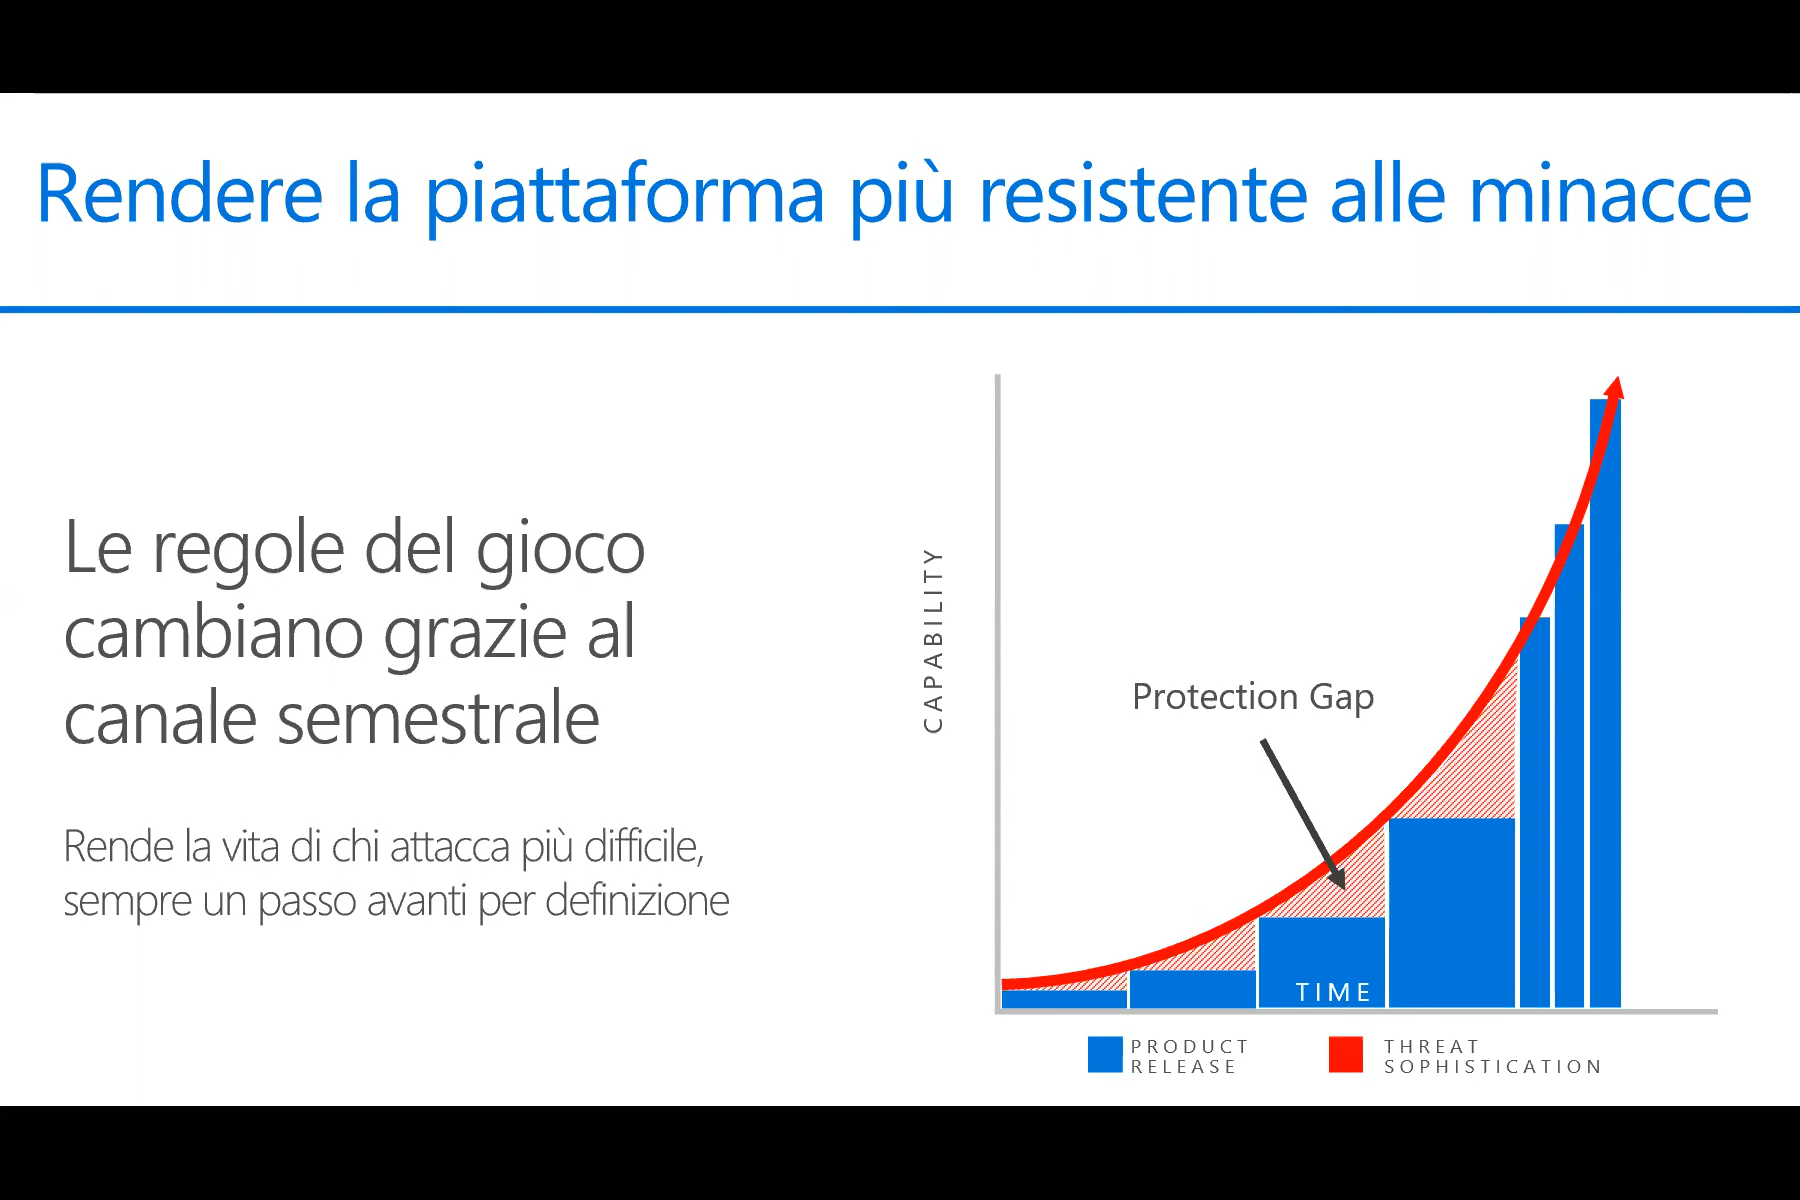 Rendere la piattaforma più resistente alle minacce
Le regole del gioco
cambiano grazie al
canale semestrale
Rende la vita di chi attacca più difficile,
sempre un passo avanti per definizione
CAPABILITY
Protection Gap
TIME
PRODUCT
RELEASE
THREAT
SOPHISTICATION